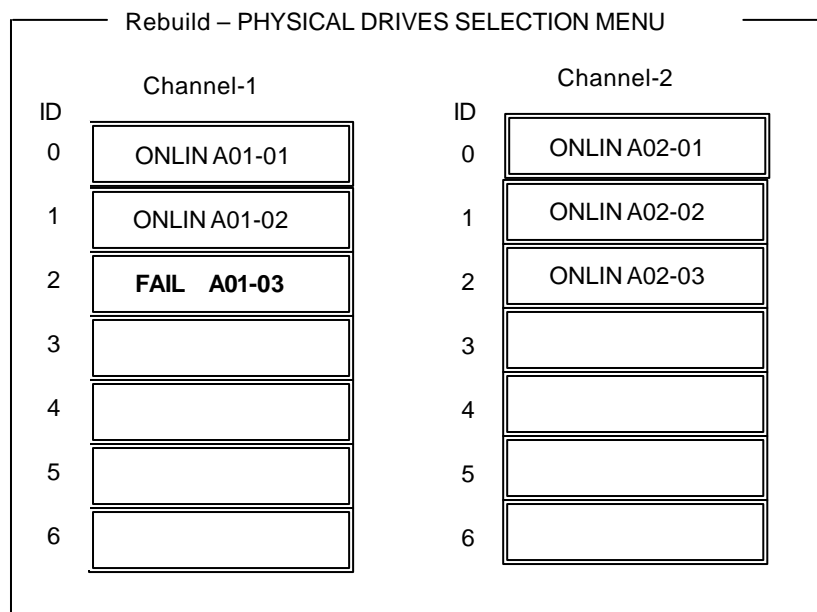 Rebuild – PHYSICAL DRIVES SELECTION MENU
Channel-1
ID
0 ONLIN A01-01
1 ONLIN A01-02
2 FAIL A01-03
3
4
5
6
Channel-2
ID
0 ONLIN A02-01
1 ONLIN A02-02
2 ONLIN A02-03
3
4
5
6